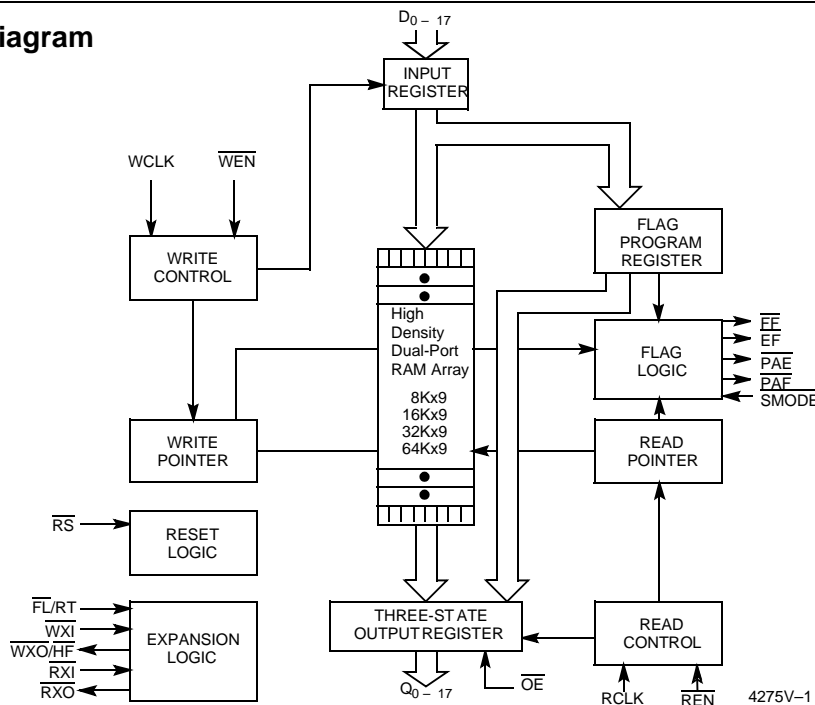 iagram
D0 – 17
INPUT
REGISTER
WCLK
WEN
FLAG
PROGRAM
REGISTER
WRITE
CONTROL
High
Density
Dual-Port
RAM Array
8Kx9
16Kx9
32Kx9
64Kx9
FLAG
LOGIC
FF
EF
PAE
PAF
SMODE
WRITE
POINTER
READ
POINTER
RS
RESET
LOGIC
FL/RT
WXI
WXO/HF
RXI
RXO
EXPANSION
LOGIC
THREE-STATE
OUTPUT REGISTER
READ
CONTROL
Q0 – 17
OE
RCLK
REN
4275V–1